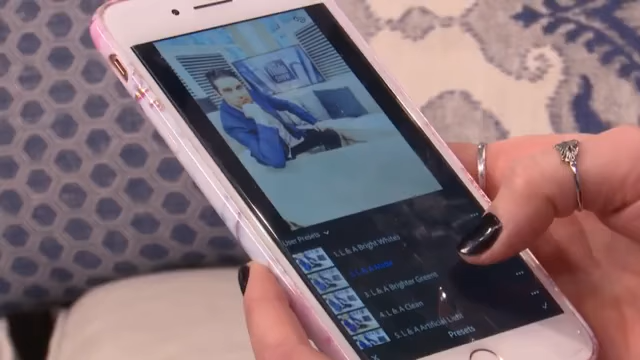 User Presets
1. L & A Bright Whites
3. L & A Brighter Greens
4. L & A Clean
5. L & A Artificial Light
Presets